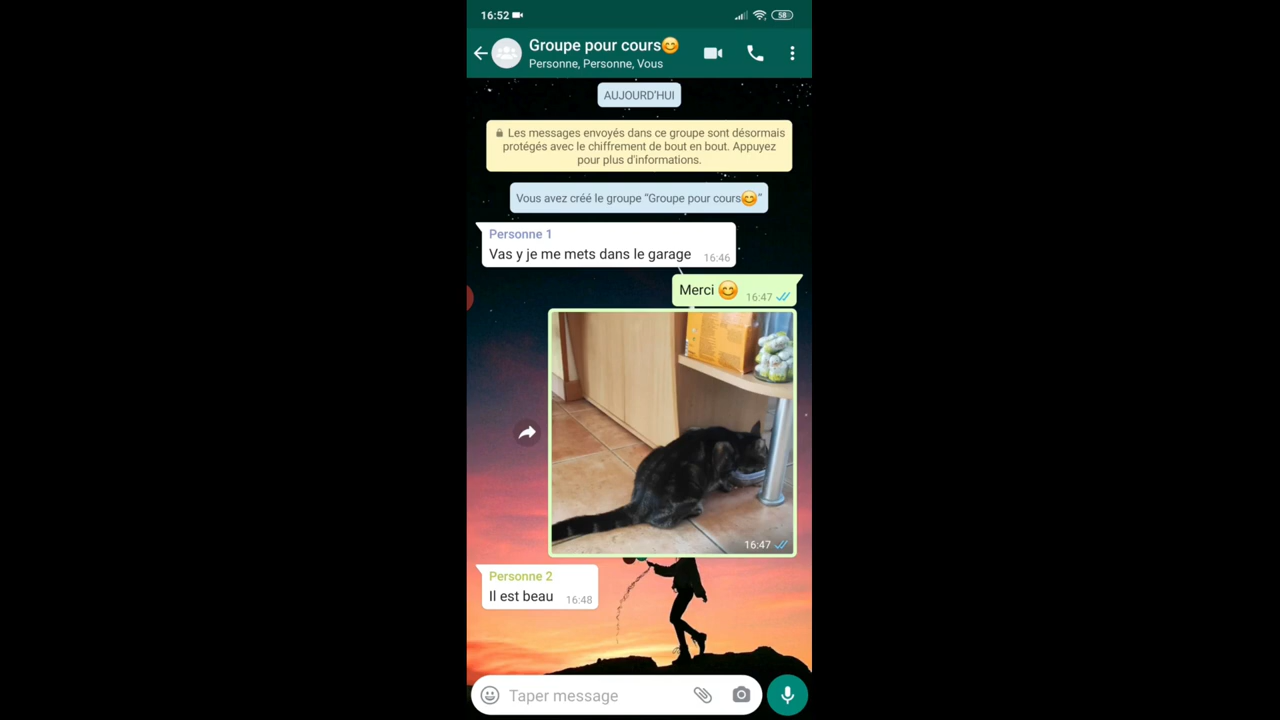 16:52
58
Groupe pour cours😊
Personne, Personne, Vous
AUJOURD'HUI
Les messages envoyés dans ce groupe sont désormais
protégés avec le chiffrement de bout en bout. Appuyez
pour plus d'informations.
Vous avez créé le groupe "Groupe pour cours😊"
Personne 1
Vas y je me mets dans le garage 16:46
Merci 😊 16:47
16:47
Personne 2
Il est beau 16:48
Taper message